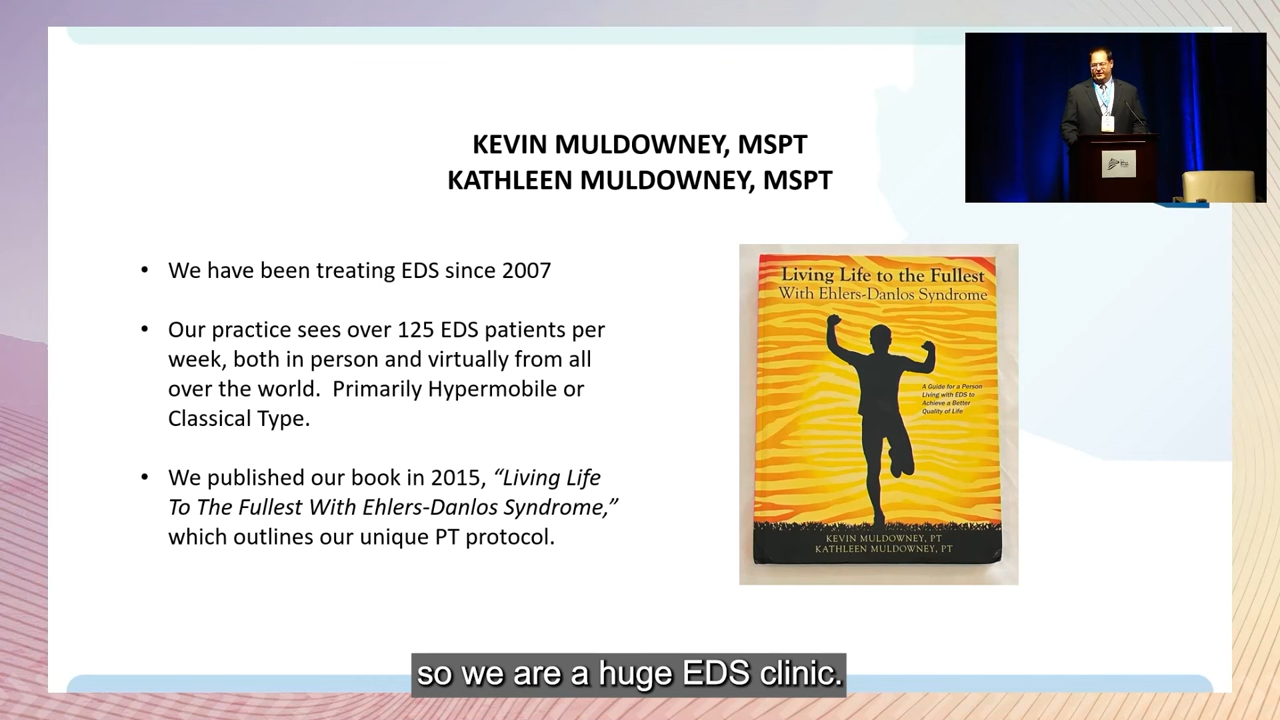 KEVIN MULDOWNEY, MSPT
KATHLEEN MULDOWNEY, MSPT
• We have been treating EDS since 2007
• Our practice sees over 125 EDS patients per
week, both in person and virtually from all
over the world.  Primarily Hypermobile or
Classical Type.
• We published our book in 2015, “Living Life
To The Fullest With Ehlers-Danlos Syndrome,”
which outlines our unique PT protocol.
Living Life to the Fullest
With Ehlers-Danlos Syndrome
A Guide for a Person
Living with EDS to
Achieve a Better
Quality of Life
KEVIN MULDOWNEY, PT
KATHLEEN MULDOWNEY, PT
so we are a huge EDS clinic.